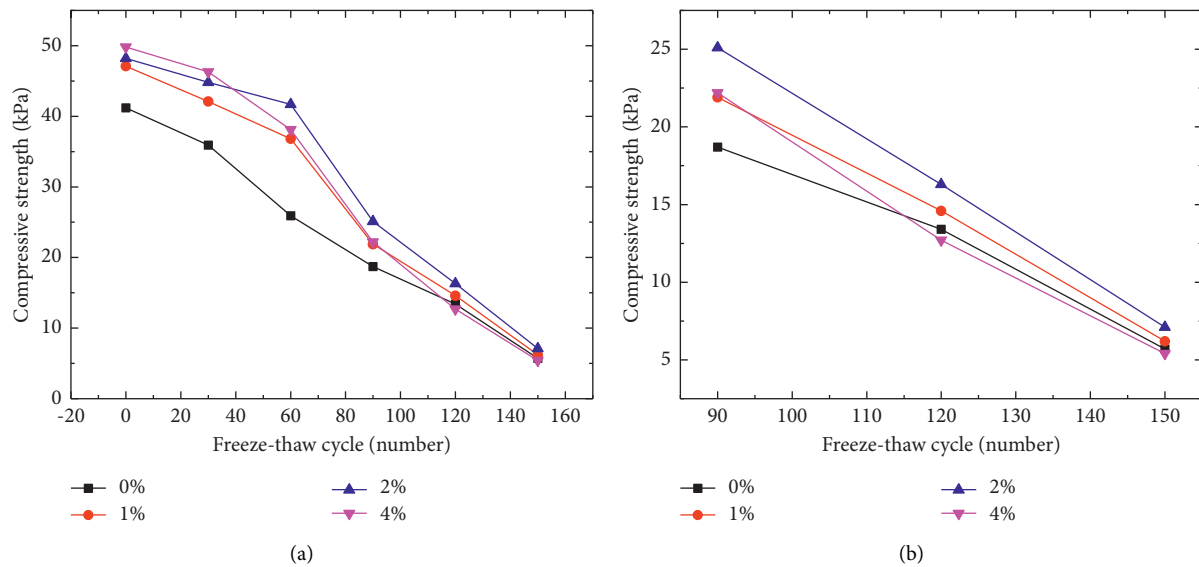 50
40
30
20
10
0
Compressive strength (kPa)
-20 0 20 40 60 80 100 120 140 160
Freeze-thaw cycle (number)
0% 2%
1% 4%
(a)
25
20
15
10
5
Compressive strength (kPa)
90 100 110 120 130 140 150
Freeze-thaw cycle (number)
0% 2%
1% 4%
(b)